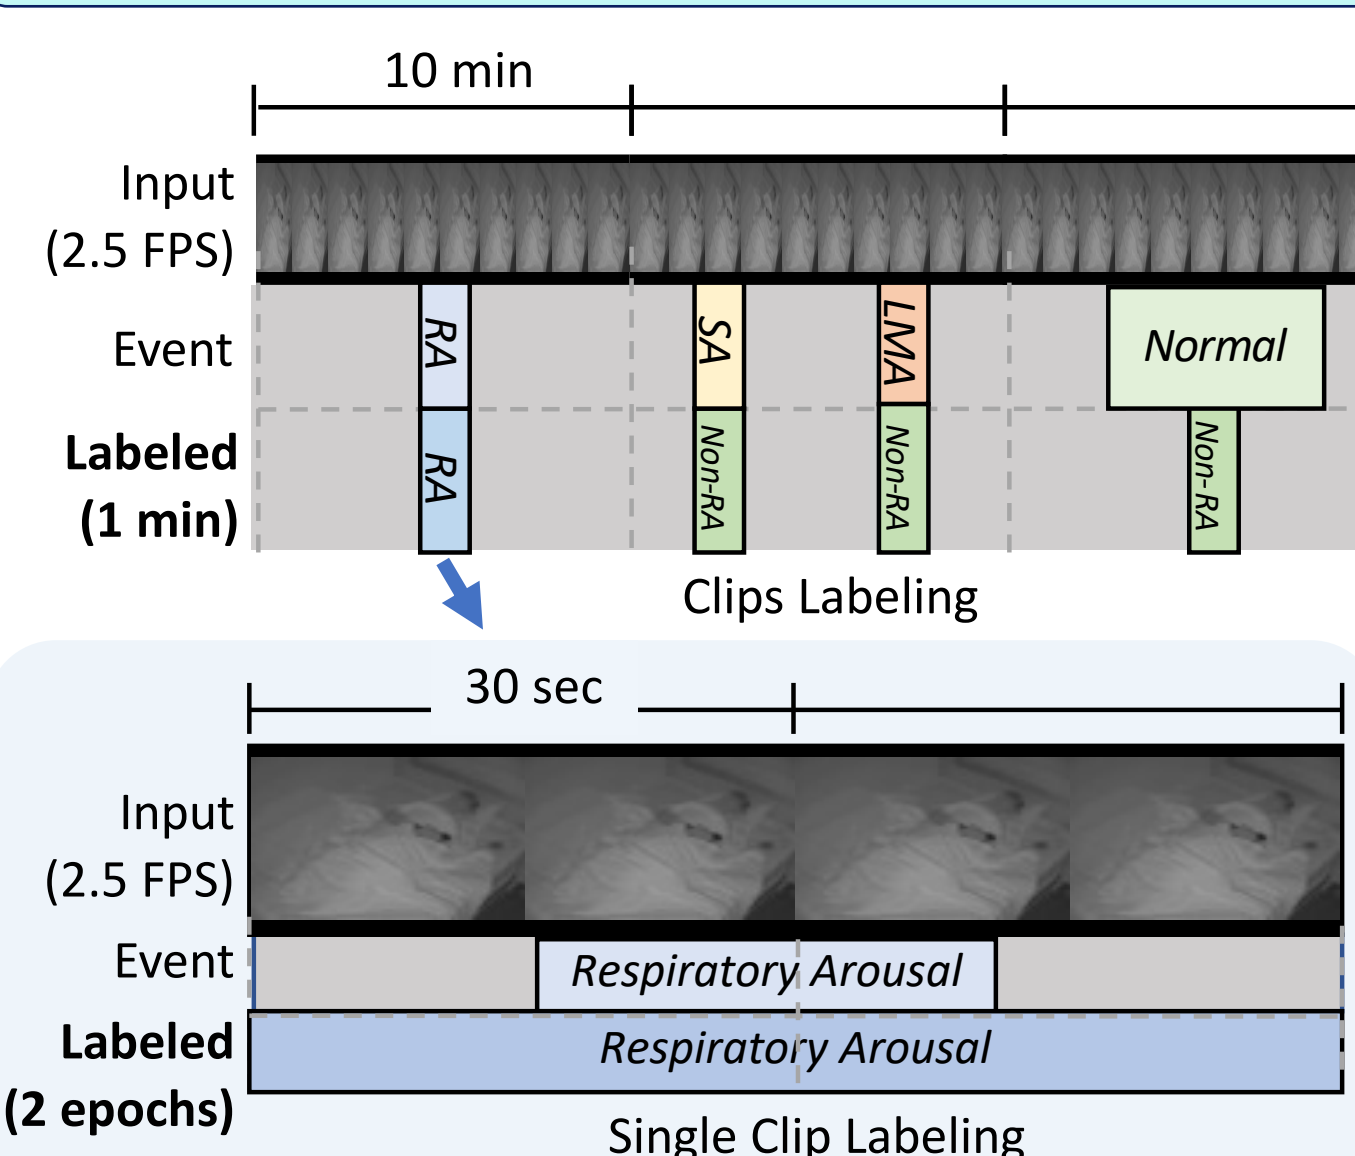 10 min
Input
(2.5 FPS)
Event
RA
SA
LMA
Normal
Labeled
(1 min)
RA
Non-RA
Non-RA
Non-RA
Clips Labeling
30 sec
Input
(2.5 FPS)
Event
Respiratory Arousal
Labeled
(2 epochs)
Respiratory Arousal
Single Clip Labeling